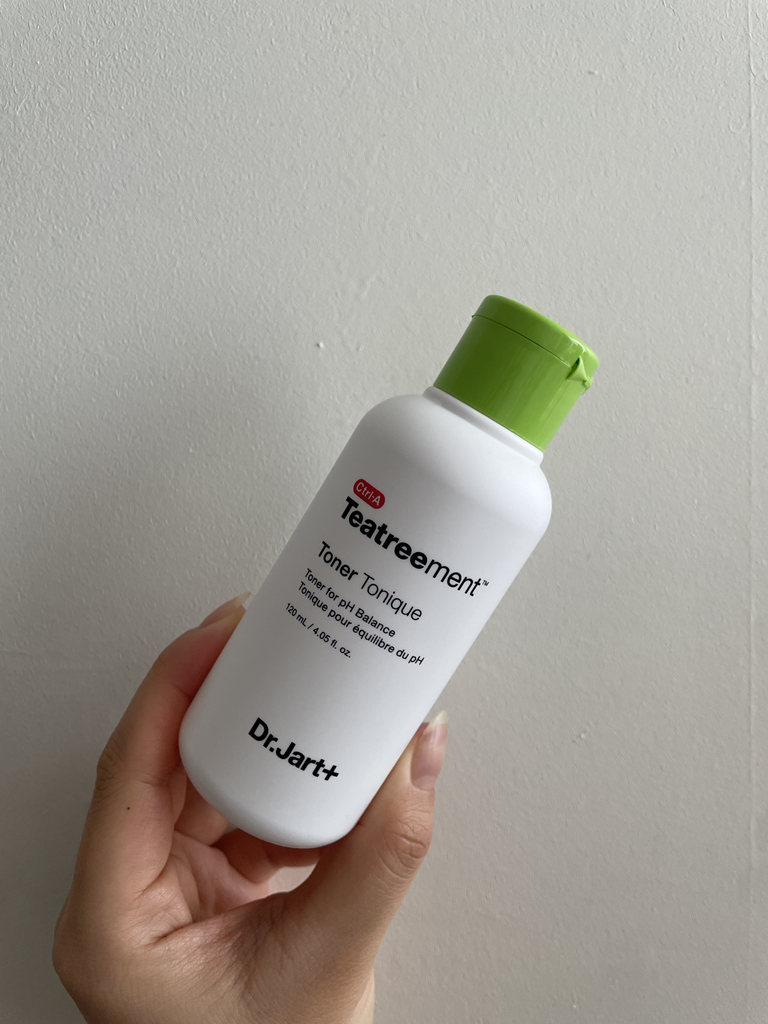 Ctrl·A
Teatreement™
Toner Tonique
Toner for pH Balance
Tonique pour équilibre du pH
120 mL / 4.05 fl. oz.
Dr.Jart+